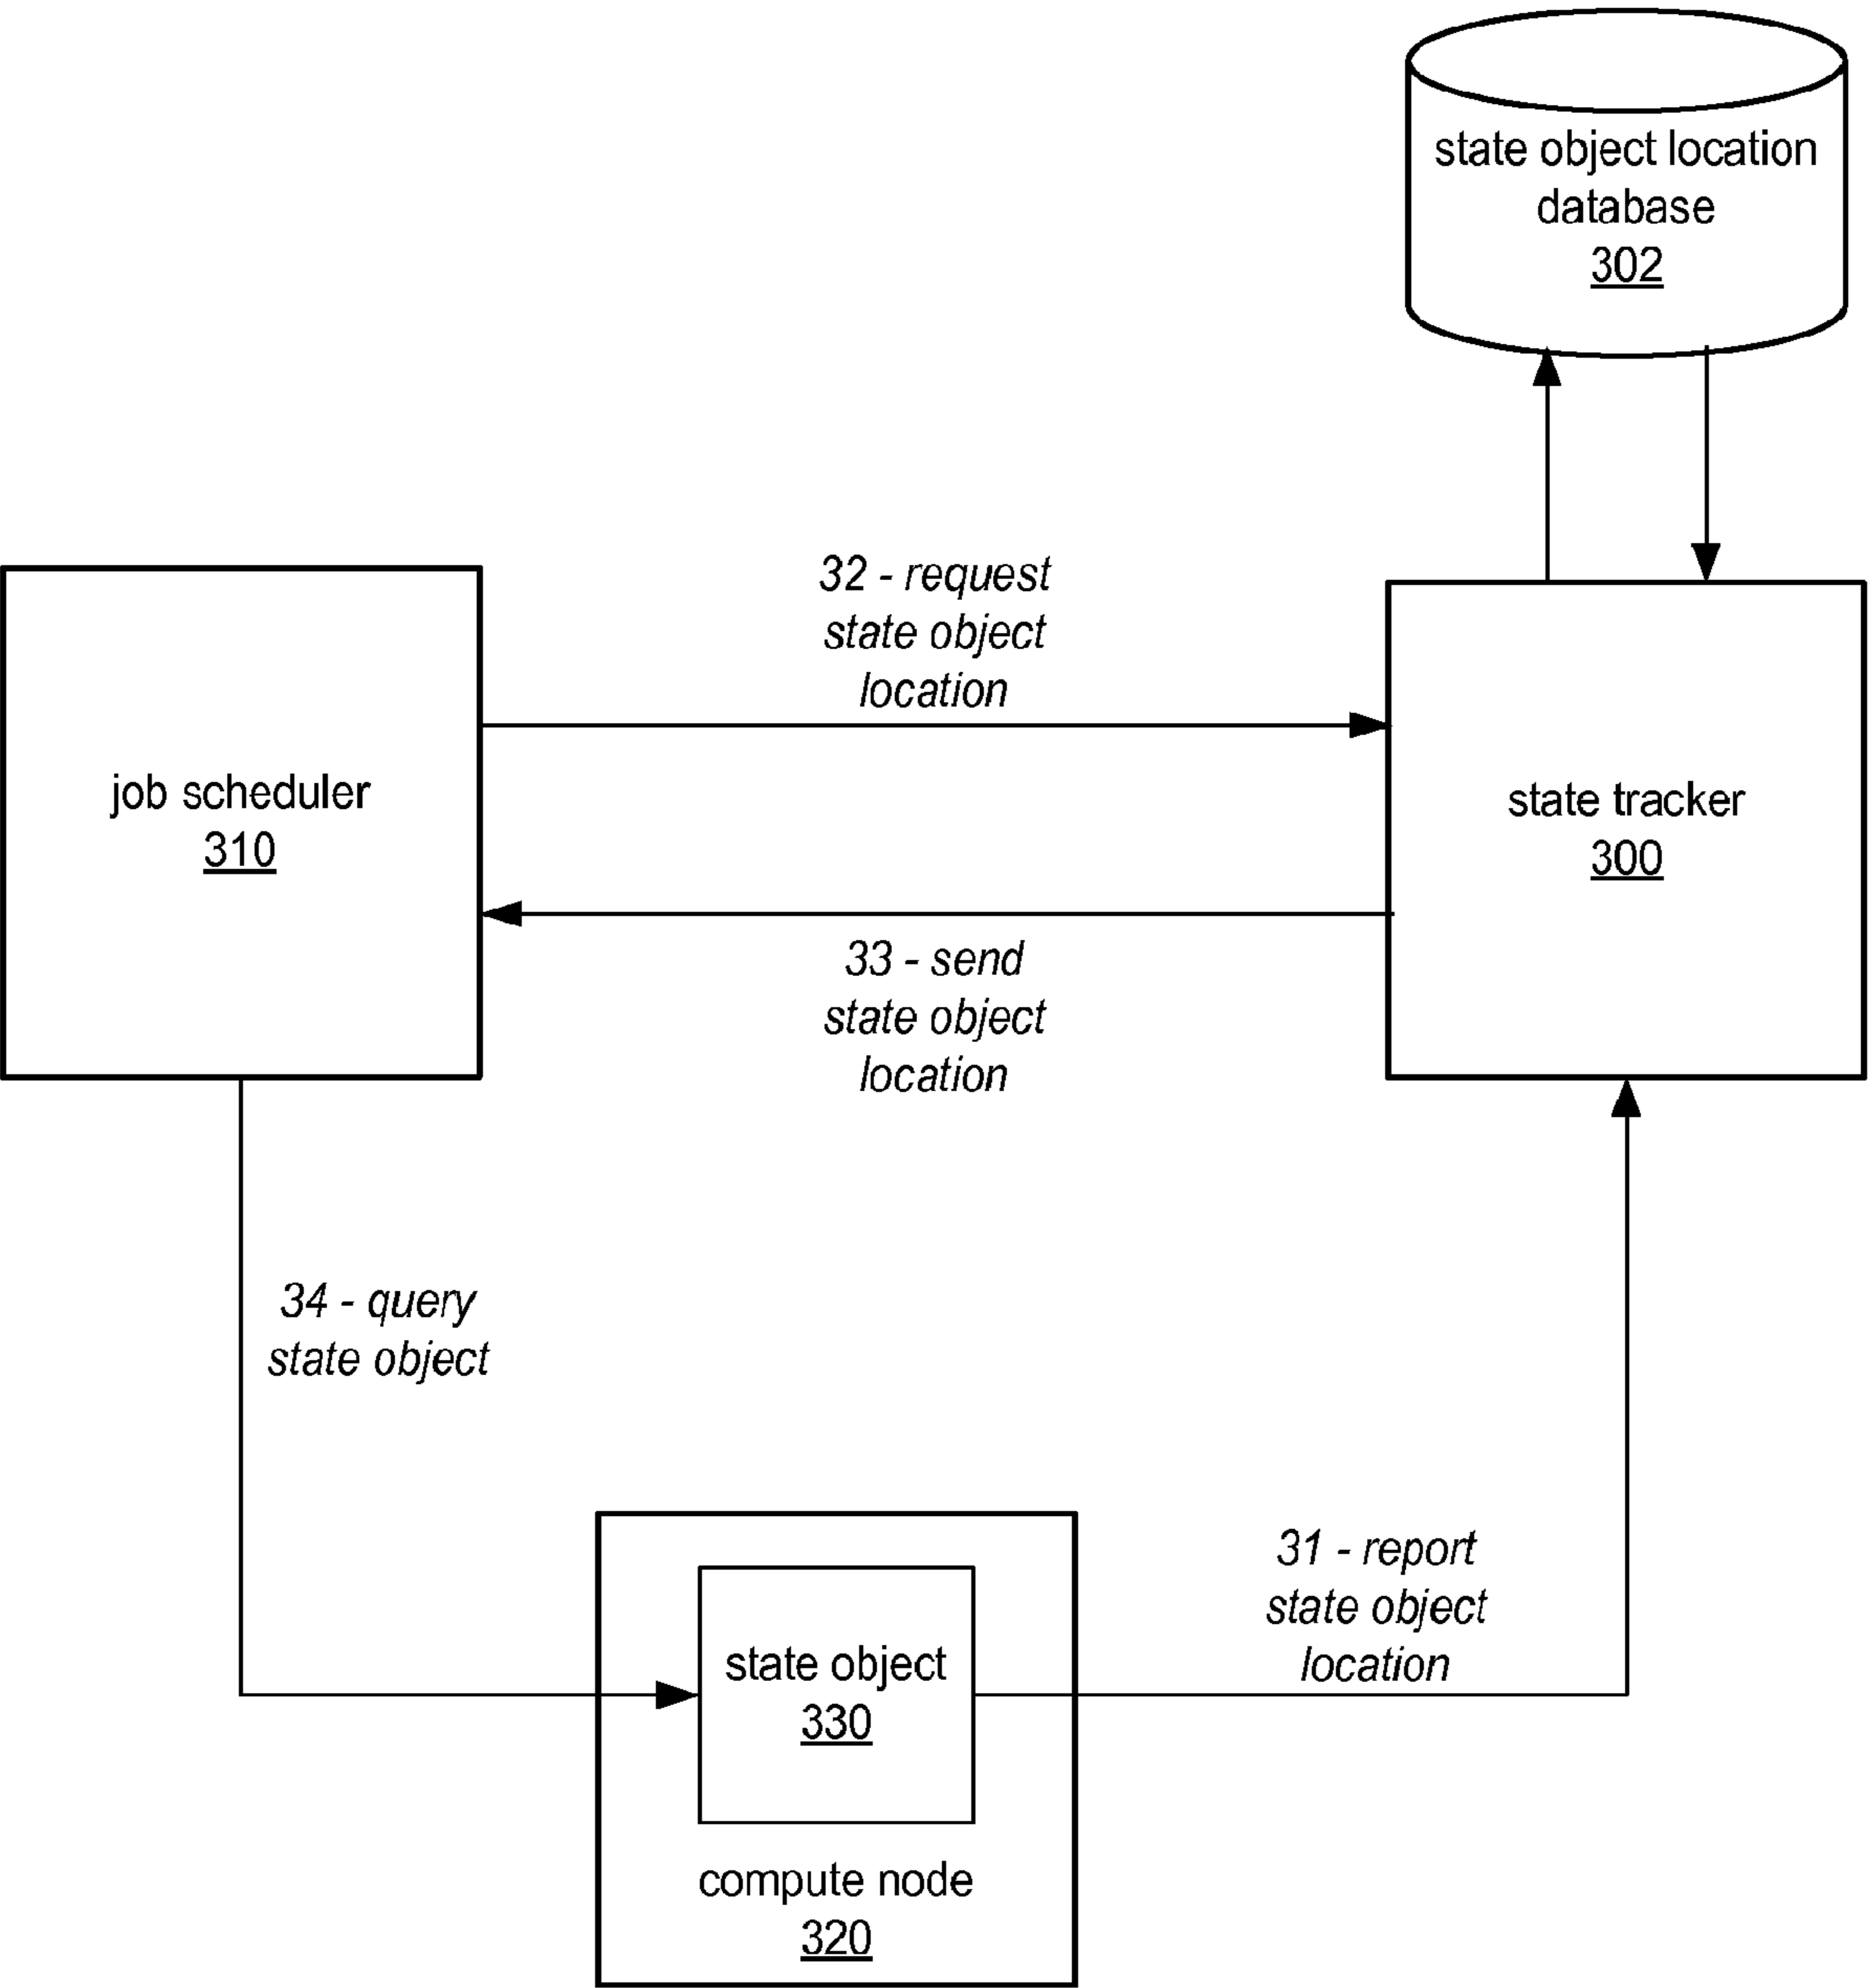 state object location
database
302
32 - request
state object
location
job scheduler
310
state tracker
300
33 - send
state object
location
34 - query
state object
31 - report
state object
location
state object
330
compute node
320